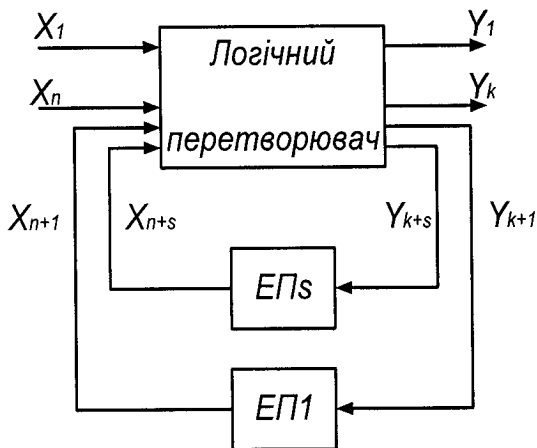 X1
Y1
Логічний
Xn
Yk
перетворювач
Xn+1
Xn+s
Yk+s
Yk+1
ЕПs
ЕП1